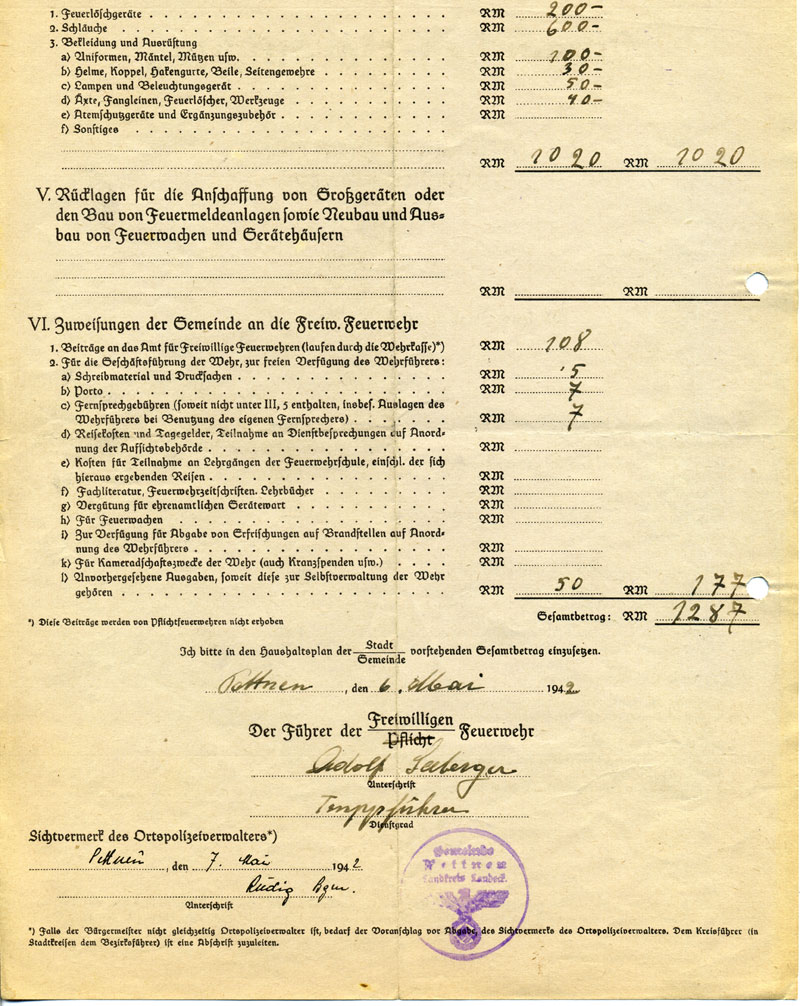 1. Feuerlöschgeräte RM 200–
2. Schläuche RM 600–
3. Bekleidung und Ausrüstung
a) Uniformen, Mäntel, Mützen usw. RM 100–
b) Helme, Koppel, Hakengurte, Beile, Seitengewehre RM 30–
c) Lampen und Beleuchtungsgerät RM 50–
d) Äxte, Fangleinen, Feuerlöscher, Werkzeuge RM 40–
e) Atemschutzgeräte und Ergänzungszubehör RM
f) Sonstiges
RM 1020 RM 1020
V. Rücklagen für die Anschaffung von Großgeräten oder
den Bau von Feuermeldeanlagen sowie Neubau und Aus-
bau von Feuerwachen und Gerätehäusern
RM RM
VI. Zuweisungen der Gemeinde an die Freiw. Feuerwehr
1. Beiträge an das Amt für Freiwillige Feuerwehren (laufen durch die Wehrkasse)*) RM 108
2. Für die Geschäftsführung der Wehr, zur freien Verfügung des Wehrführers:
a) Schreibmaterial und Drucksachen RM 5
b) Porto RM 7
c) Fernsprechgebühren (soweit nicht unter III, 5 enthalten, insbes. Auslagen des
Wehrführers bei Benutzung des eigenen Fernsprechers) RM 7
d) Reisekosten und Tagegelder, Teilnahme an Dienstbesprechungen auf Anord-
nung der Aufsichtsbehörde RM
e) Kosten für Teilnahme an Lehrgängen der Feuerwehrschule, einschl. der sich
hieraus ergebenden Reisen RM
f) Fachliteratur, Feuerwehrzeitschriften. Lehrbücher RM
g) Vergütung für ehrenamtlichen Gerätewart RM
h) Für Feuerwachen RM
i) Zur Verfügung für Abgabe von Erfrischungen auf Brandstellen auf Anord-
nung des Wehrführers RM
k) Für Kameradschaftszwecke der Wehr (auch Kranzspenden usw.) RM
l) Unvorhergesehene Ausgaben, soweit diese zur Selbstverwaltung der Wehr
gehören RM 50 RM 177
Gesamtbetrag: RM 1287
*) Diese Beiträge werden von Pflichtfeuerwehren nicht erhoben
Ich bitte in den Haushaltsplan der Stadt Gemeinde vorstehenden Gesamtbetrag einzusetzen.
Pettneu, den 6. Mai 1942
Der Führer der Freiwilligen Pflicht Feuerwehr
Adolf
Unterschrift
Truppführer
Dienstgrad
Sichtvermerk des Ortspolizeiverwalters*)
Pettneu, den 7. Mai 1942
Rüdig Bgm.
Unterschrift
Gemeinde
Pettneu
Landkreis Landeck.
*) Falls der Bürgermeister nicht gleichzeitig Ortspolizeiverwalter ist, bedarf der Voranschlag vor Abgabe, des Sichtvermerks des Ortspolizeiverwalters. Dem Kreisführer (in
Stadtkreisen dem Bezirksführer) ist eine Abschrift zuzuleiten.